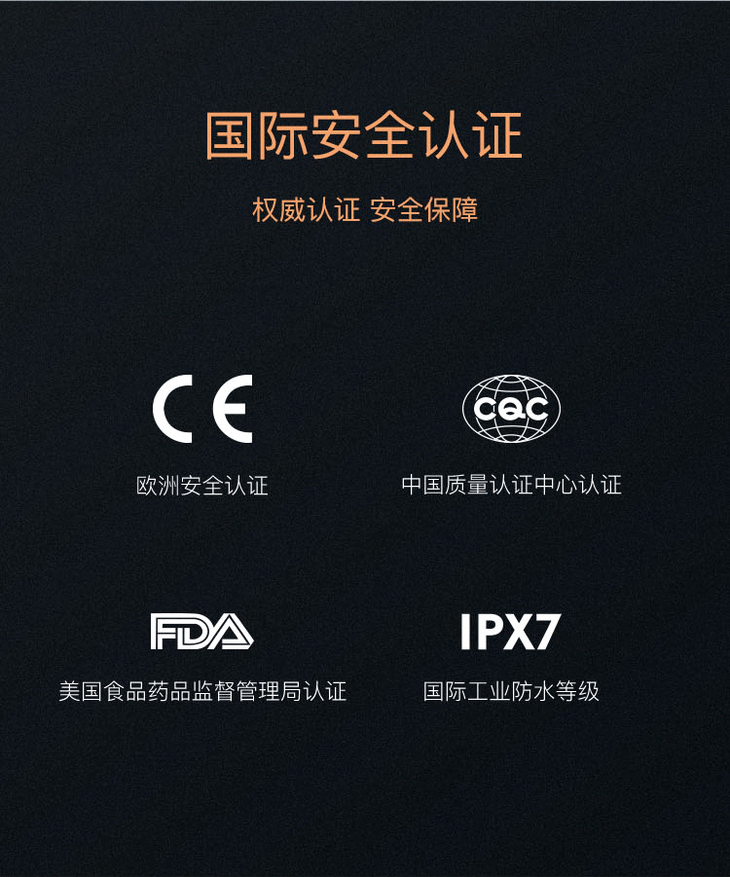 国际安全认证
权威认证 安全保障
CE
CQC
欧洲安全认证
中国质量认证中心认证
FDA
IPX7
美国食品药品监督管理局认证
国际工业防水等级